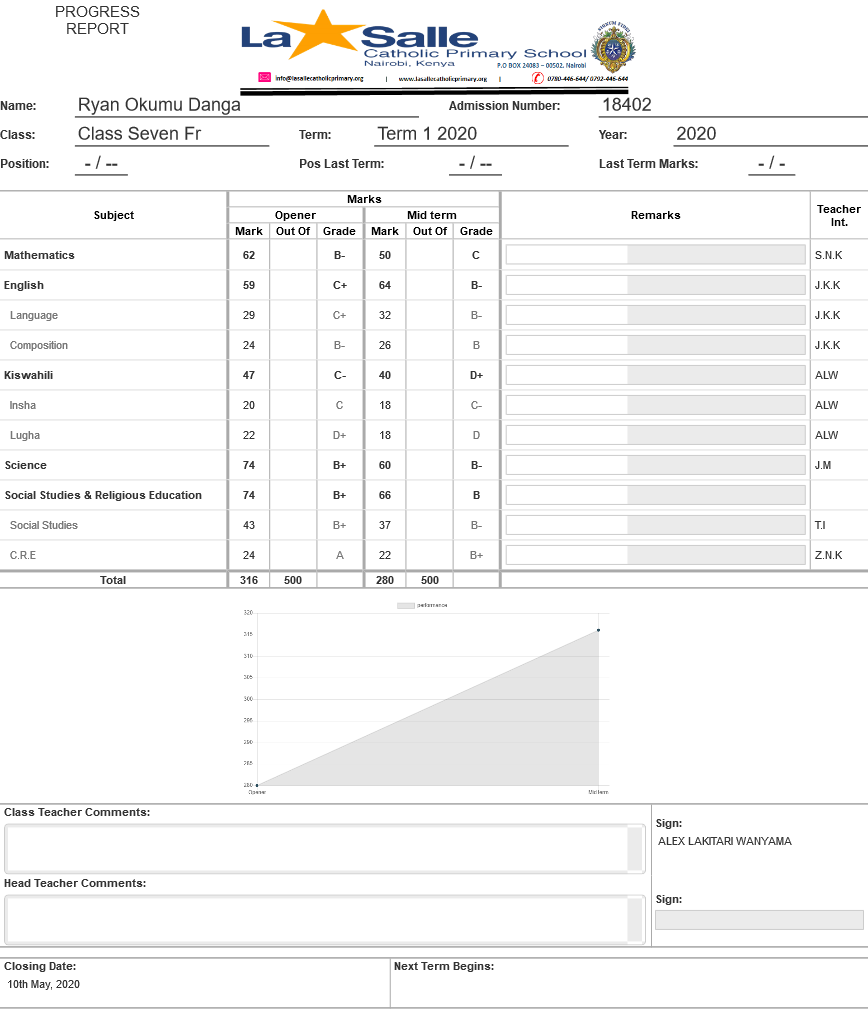 PROGRESS
REPORT
La Salle
Catholic Primary School
Nairobi, Kenya
P.O BOX 24083 – 00502, Nairobi
info@lasallecatholicprimary.org | www.lasallecatholicprimary.org | 0780-446-644/ 0792-446-644
Name: Ryan Okumu Danga Admission Number: 18402
Class: Class Seven Fr Term: Term 1 2020 Year: 2020
Position: - / -- Pos Last Term: - / -- Last Term Marks: - / -
Subject Marks Remarks Teacher Int.
Opener Mid term
Mark Out Of Grade Mark Out Of Grade
Mathematics 62 B- 50 C S.N.K
English 59 C+ 64 B- J.K.K
Language 29 C+ 32 B- J.K.K
Composition 24 B- 26 B J.K.K
Kiswahili 47 C- 40 D+ ALW
Insha 20 C 18 C- ALW
Lugha 22 D+ 18 D ALW
Science 74 B+ 60 B- J.M
Social Studies & Religious Education 74 B+ 66 B
Social Studies 43 B+ 37 B- T.I
C.R.E 24 A 22 B+ Z.N.K
Total 316 500 280 500
performance
320
315
310
305
300
295
290
285
280
Opener Mid term
Class Teacher Comments:
Sign:
ALEX LAKITARI WANYAMA
Head Teacher Comments:
Sign:
Closing Date: Next Term Begins:
10th May, 2020